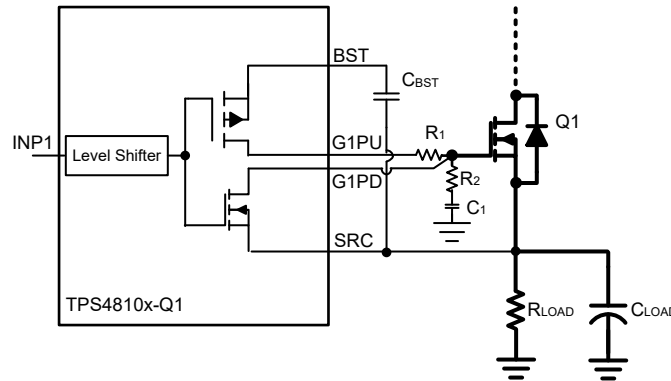 BST
CBST
INP1
Level Shifter
G1PU
R1
Q1
G1PD
R2
C1
SRC
TPS4810x-Q1
RLOAD
CLOAD